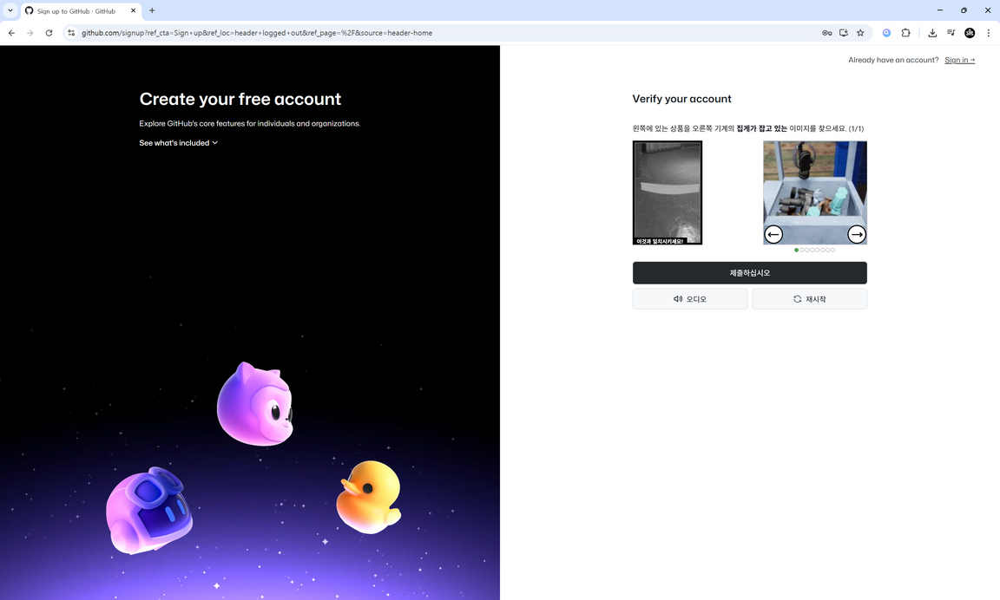 Sign up to GitHub · GitHub
github.com/signup?ref_cta=Sign+up&ref_loc=header+logged+out&ref_page=%2F&source=header-home
Already have an account? Sign in →
Create your free account
Explore GitHub's core features for individuals and organizations.
See what's included
Verify your account
왼쪽에 있는 상품을 오른쪽 기계의 집게가 잡고 있는 이미지를 찾으세요. (1/1)
이것과 일치시키세요!
제출하십시오
오디오
재시작